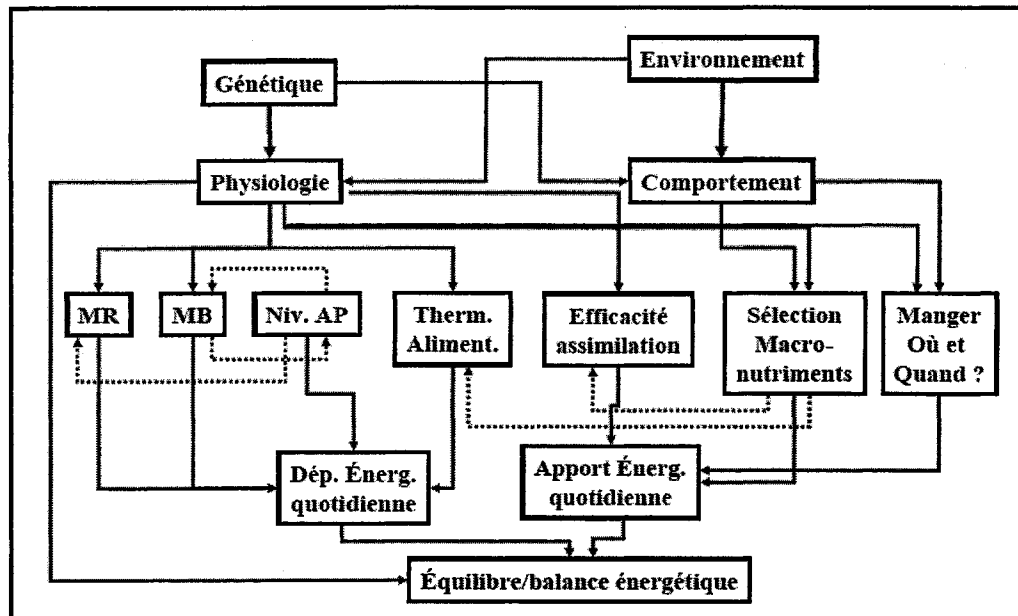 Environnement
Génétique
Physiologie
Comportement
MR
MB
Niv. AP
Therm.
Aliment.
Efficacité
assimilation
Sélection
Macro-
nutriments
Manger
Où et
Quand ?
Dép. Énerg.
quotidienne
Apport Énerg.
quotidienne
Équilibre/balance énergétique